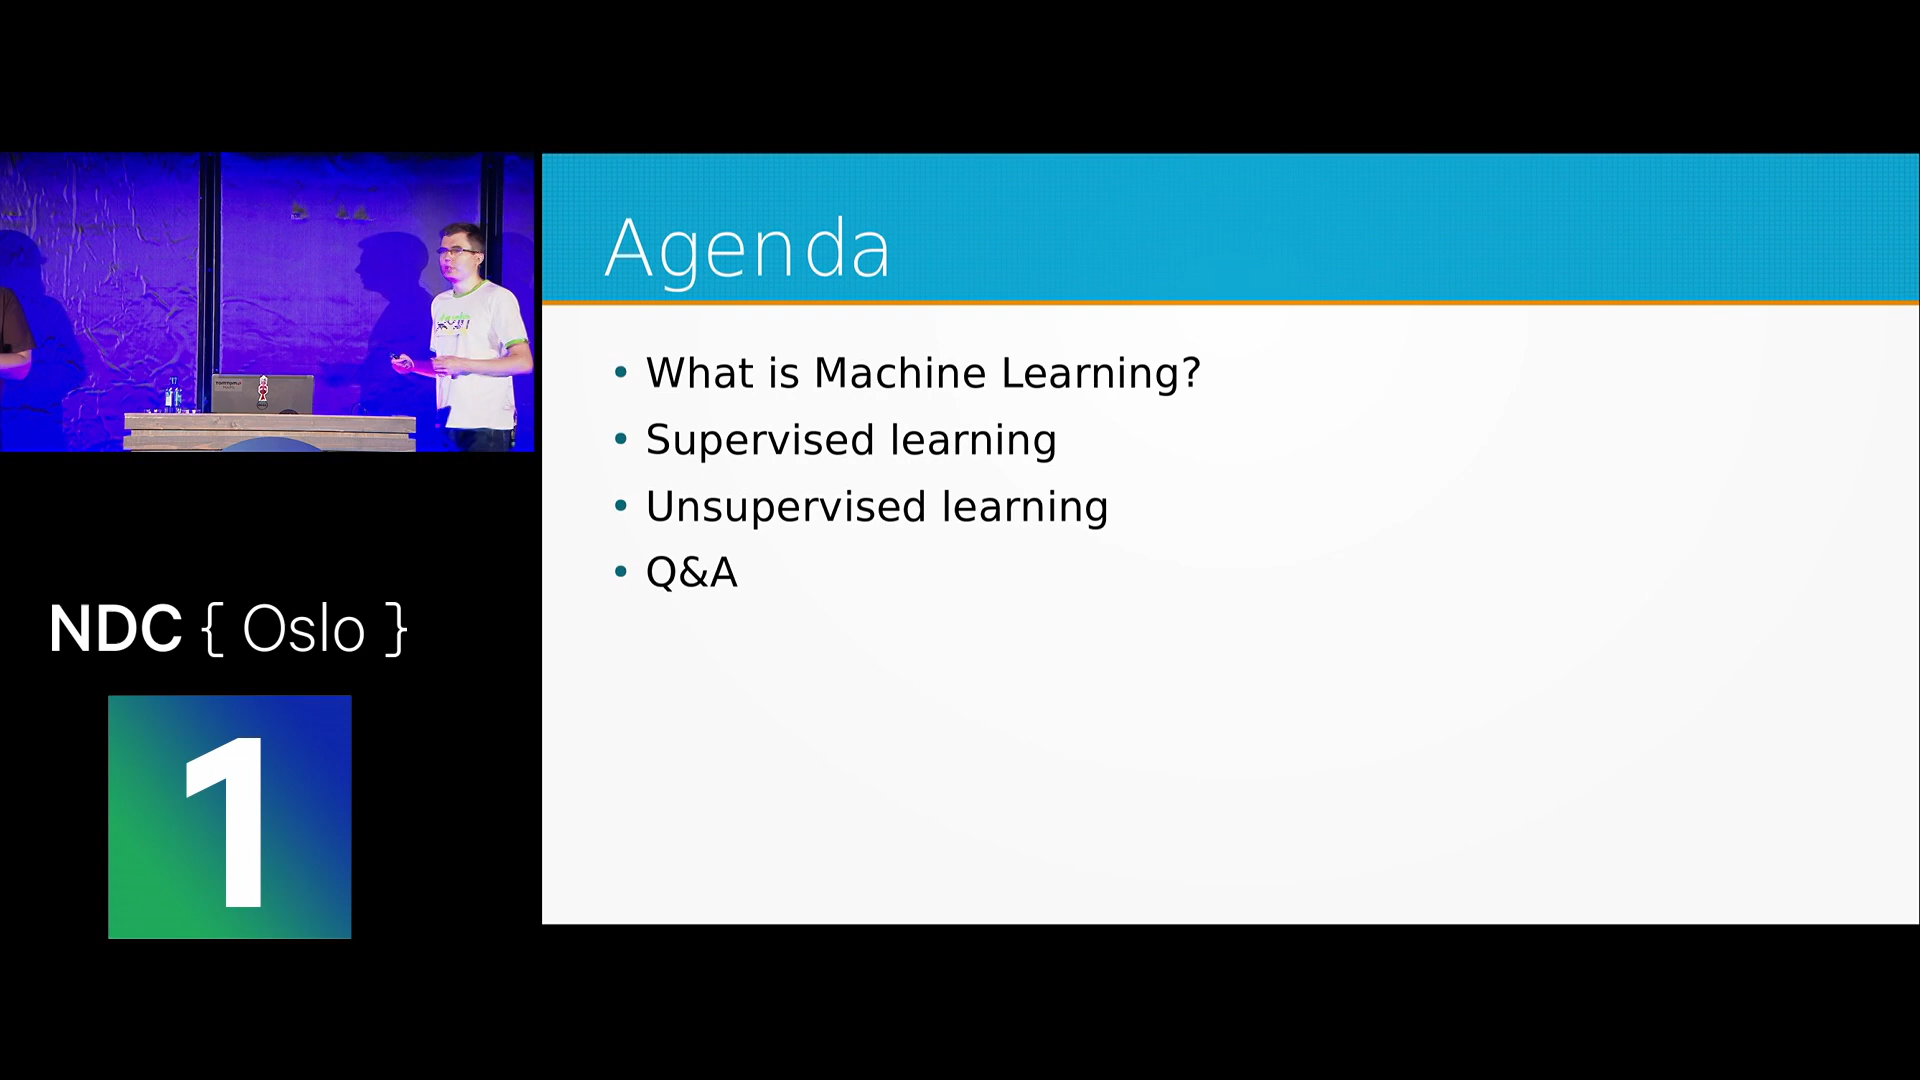 Agenda
• What is Machine Learning?
• Supervised learning
• Unsupervised learning
• Q&A
NDC { Oslo }
1